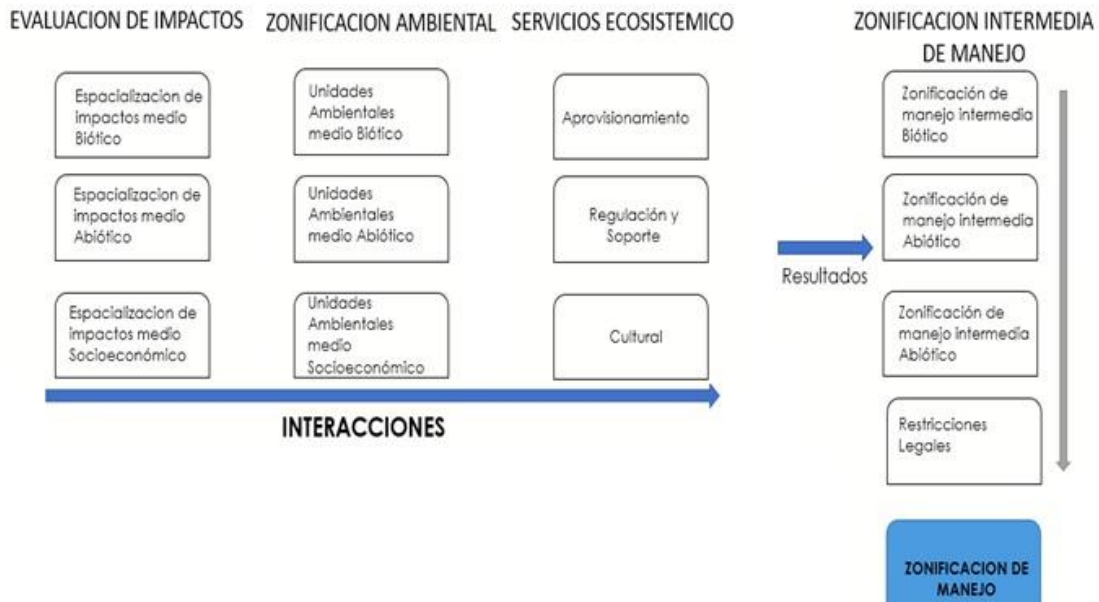 EVALUACION DE IMPACTOS
ZONIFICACION AMBIENTAL
SERVICIOS ECOSISTEMICO
ZONIFICACION INTERMEDIA
DE MANEJO
Espacializacion de
impactos medio
Biótico
Unidades
Ambientales
medio Biótico
Aprovisionamiento
Zonificación de
manejo intermedia
Biótico
Espacializacion de
impactos medio
Abiótico
Unidades
Ambientales
medio Abiótico
Regulación y
Soporte
Resultados
Zonificación de
manejo intermedia
Abiótico
Espacializacion de
impactos medio
Socioeconómico
Unidades
Ambientales
medio
Socioeconómico
Cultural
Zonificación de
manejo intermedia
Abiótico
INTERACCIONES
Restricciones
Legales
ZONIFICACION DE
MANEJO